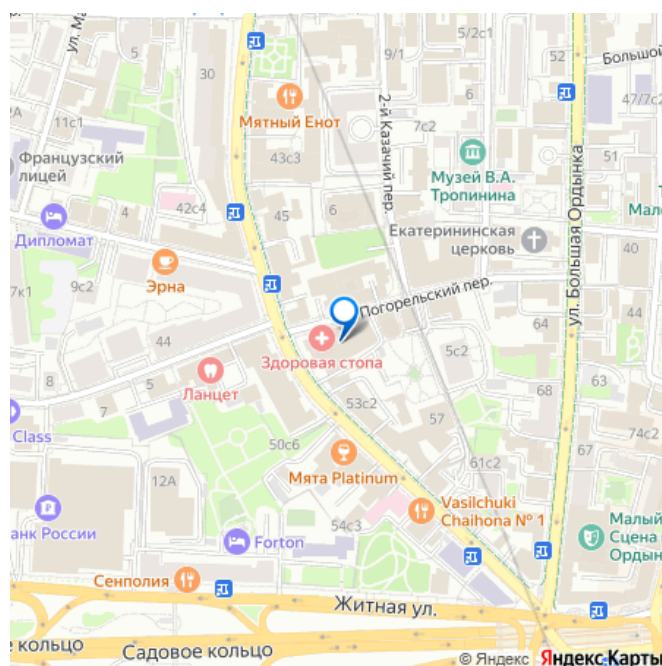 ул. М
30
5/2с1
52
Большой
9/1
6
47/7с2
11с1
Мятный Енот
7с2
2-й Казачий пер.
Французский
лицей
43с3
Музей В.А.
Тропинина
51
ул. Большая Ордынка
4
42с4
45
6
Мало
Дипломат
Екатерининская
церковь
40
Эрна
9с2
7к1
Погорельский пер.
64
44
5с2
Здоровая стопа
5
Ланцет
68
63
8
7
Class
53с2
57
74с2
50с6
67
61с2
12А
Мята Platinum
Vasilchuki
Chaihona № 1
Малый
Сцена
Ордын
анк России
54с3
Forton
Сенполия
Житная ул.
е кольцо
Садовое кольцо
© Яндекс Яндекс Карты